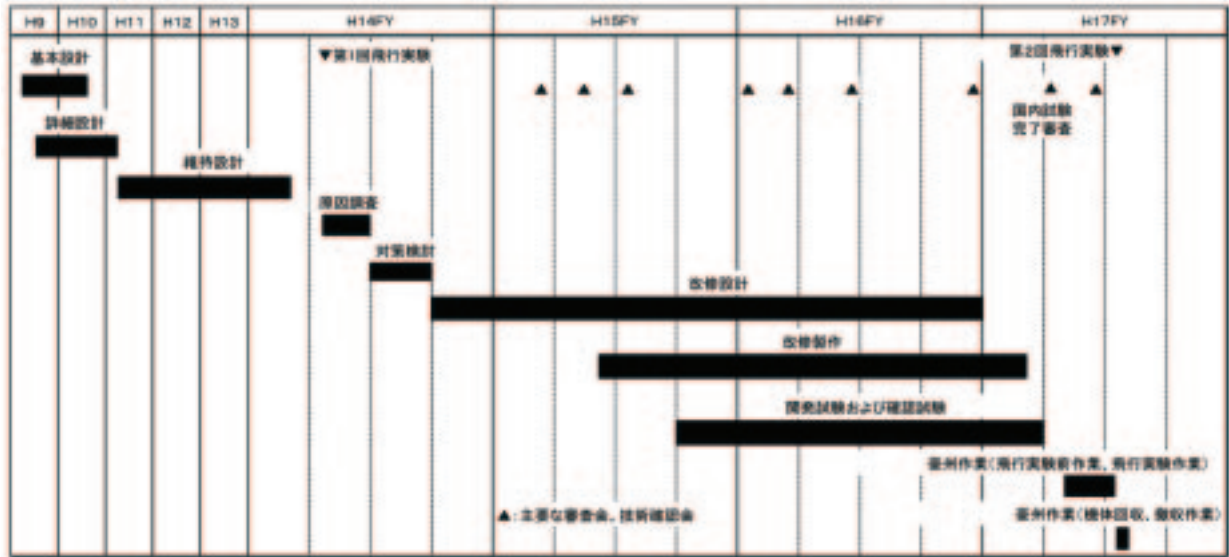 H9 H10 H11 H12 H13 H14FY H15FY H16FY H17FY
基本設計
▼第1回飛行実験
第2回飛行実験▼
▲ ▲ ▲ ▲ ▲ ▲ ▲ ▲ ▲
国内試験
完了審査
詳細設計
維持設計
原因調査
対策検討
改修設計
改修製作
開発試験および確認試験
豪州作業(飛行実験前作業、飛行実験作業)
▲:主要な審査会、技術確認会
豪州作業(機体回収、撤収作業)